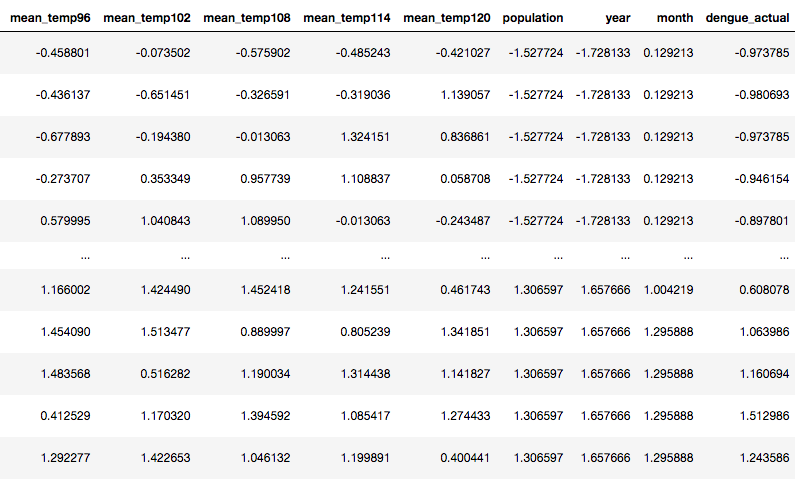 mean_temp96 mean_temp102 mean_temp108 mean_temp114 mean_temp120 population year month dengue_actual
-0.458801 -0.073502 -0.575902 -0.485243 -0.421027 -1.527724 -1.728133 0.129213 -0.973785
-0.436137 -0.651451 -0.326591 -0.319036 1.139057 -1.527724 -1.728133 0.129213 -0.980693
-0.677893 -0.194380 -0.013063 1.324151 0.836861 -1.527724 -1.728133 0.129213 -0.973785
-0.273707 0.353349 0.957739 1.108837 0.058708 -1.527724 -1.728133 0.129213 -0.946154
0.579995 1.040843 1.089950 -0.013063 -0.243487 -1.527724 -1.728133 0.129213 -0.897801
... ... ... ... ... ... ... ... ...
1.166002 1.424490 1.452418 1.241551 0.461743 1.306597 1.657666 1.004219 0.608078
1.454090 1.513477 0.889997 0.805239 1.341851 1.306597 1.657666 1.295888 1.063986
1.483568 0.516282 1.190034 1.314438 1.141827 1.306597 1.657666 1.295888 1.160694
0.412529 1.170320 1.394592 1.085417 1.274433 1.306597 1.657666 1.295888 1.512986
1.292277 1.422653 1.046132 1.199891 0.400441 1.306597 1.657666 1.295888 1.243586